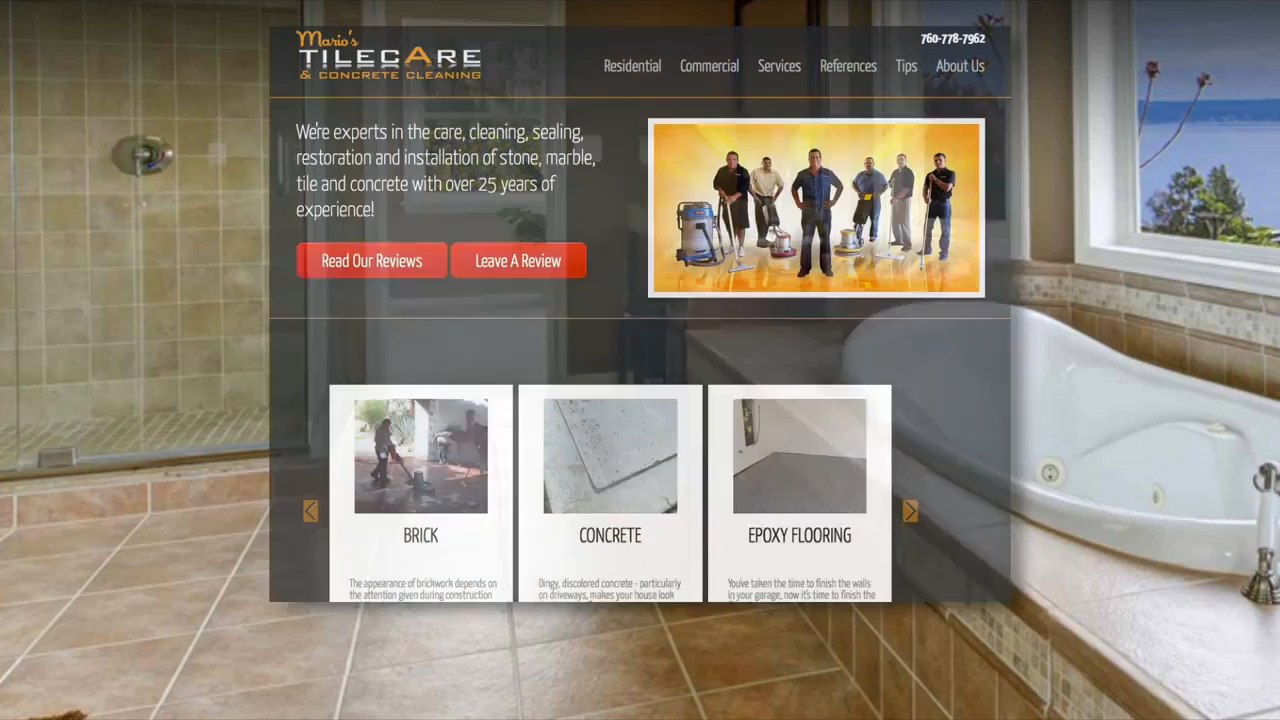 Mario's
TILECARE
& CONCRETE CLEANING
760-778-7962
Residential Commercial Services References Tips About Us
We're experts in the care, cleaning, sealing,
restoration and installation of stone, marble,
tile and concrete with over 25 years of
experience!
Read Our Reviews Leave A Review
BRICK
The appearance of brickwork depends on
the attention given during construction
CONCRETE
Dingy, discolored concrete - particularly
on driveways, makes your house look
EPOXY FLOORING
You've taken the time to finish the walls
in your garage, now it's time to finish the